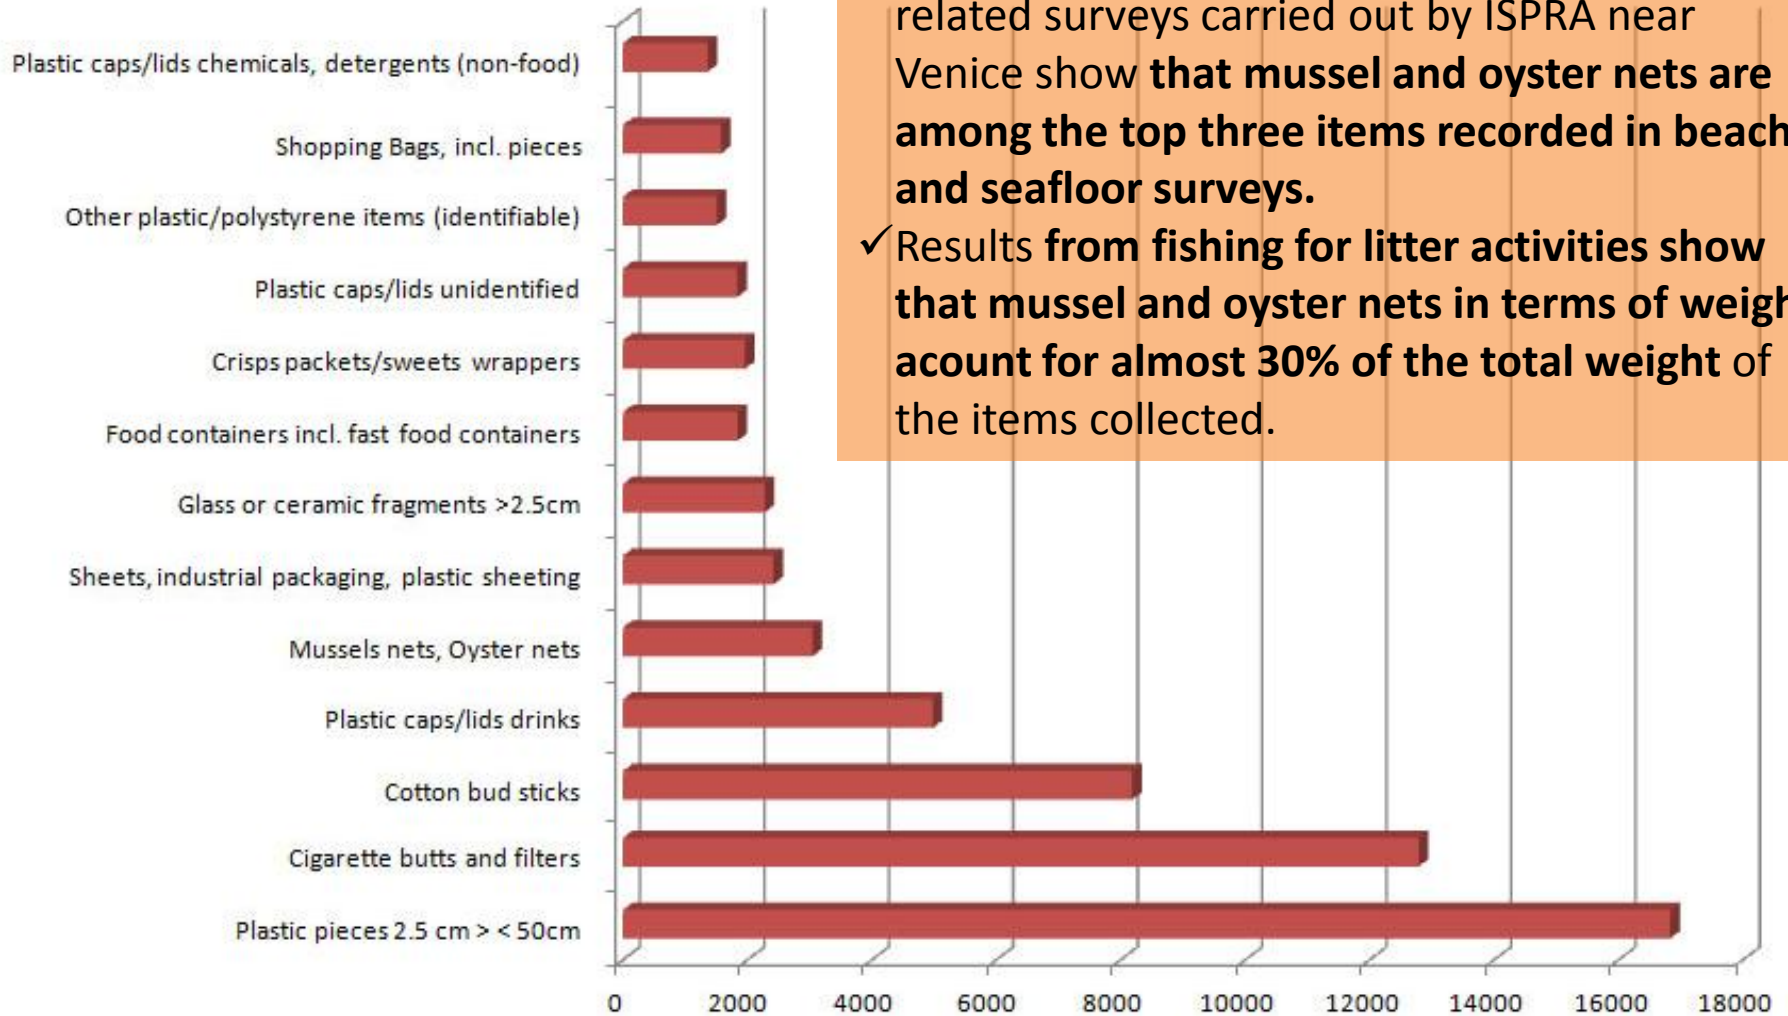 related surveys carried out by ISPRA near
Venice show that mussel and oyster nets are
among the top three items recorded in beach
and seafloor surveys.
✓Results from fishing for litter activities show
that mussel and oyster nets in terms of weigh
acount for almost 30% of the total weight of
the items collected.
Plastic caps/lids chemicals, detergents (non-food)
Shopping Bags, incl. pieces
Other plastic/polystyrene items (identifiable)
Plastic caps/lids unidentified
Crisps packets/sweets wrappers
Food containers incl. fast food containers
Glass or ceramic fragments >2.5cm
Sheets, industrial packaging, plastic sheeting
Mussels nets, Oyster nets
Plastic caps/lids drinks
Cotton bud sticks
Cigarette butts and filters
Plastic pieces 2.5 cm > < 50cm
0 2000 4000 6000 8000 10000 12000 14000 16000 18000